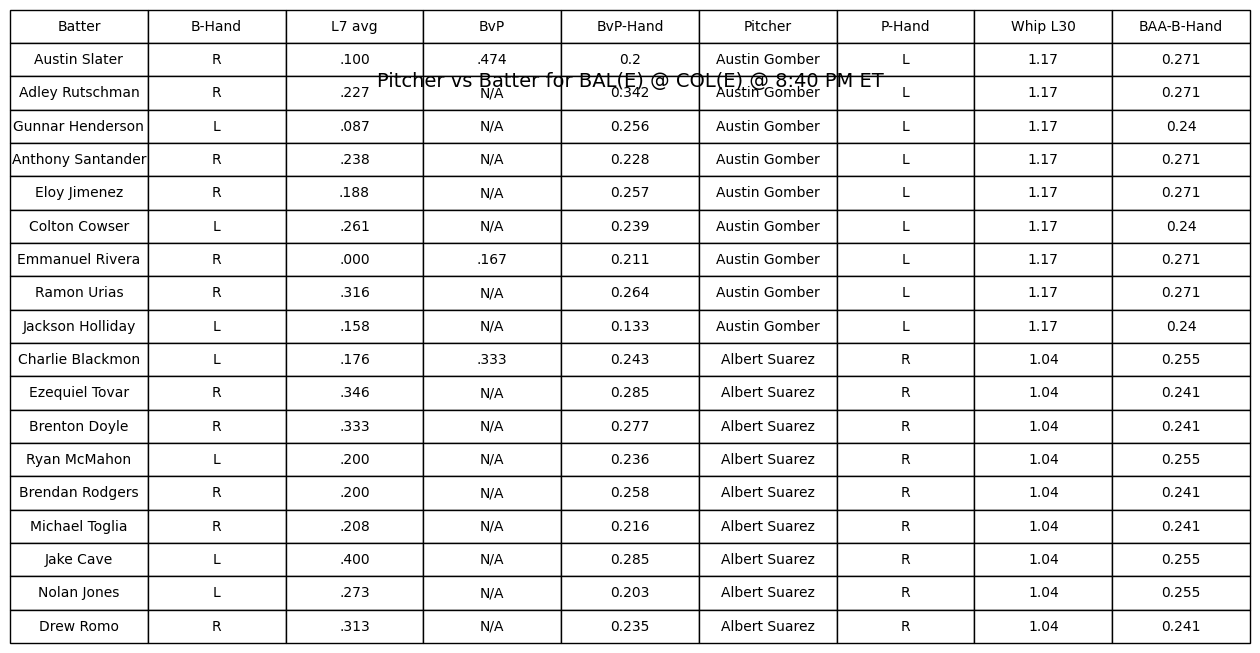 Batter B-Hand L7 avg BvP BvP-Hand Pitcher P-Hand Whip L30 BAA-B-Hand
Austin Slater R .100 .474 0.2 Austin Gomber L 1.17 0.271
Pitcher vs Batter for BAL(E) @ COL(E) @ 8:40 PM ET
Adley Rutschman R .227 N/A 0.342 Austin Gomber L 1.17 0.271
Gunnar Henderson L .087 N/A 0.256 Austin Gomber L 1.17 0.24
Anthony Santander R .238 N/A 0.228 Austin Gomber L 1.17 0.271
Eloy Jimenez R .188 N/A 0.257 Austin Gomber L 1.17 0.271
Colton Cowser L .261 N/A 0.239 Austin Gomber L 1.17 0.24
Emmanuel Rivera R .000 .167 0.211 Austin Gomber L 1.17 0.271
Ramon Urias R .316 N/A 0.264 Austin Gomber L 1.17 0.271
Jackson Holliday L .158 N/A 0.133 Austin Gomber L 1.17 0.24
Charlie Blackmon L .176 .333 0.243 Albert Suarez R 1.04 0.255
Ezequiel Tovar R .346 N/A 0.285 Albert Suarez R 1.04 0.241
Brenton Doyle R .333 N/A 0.277 Albert Suarez R 1.04 0.241
Ryan McMahon L .200 N/A 0.236 Albert Suarez R 1.04 0.255
Brendan Rodgers R .200 N/A 0.258 Albert Suarez R 1.04 0.241
Michael Toglia R .208 N/A 0.216 Albert Suarez R 1.04 0.241
Jake Cave L .400 N/A 0.285 Albert Suarez R 1.04 0.255
Nolan Jones L .273 N/A 0.203 Albert Suarez R 1.04 0.255
Drew Romo R .313 N/A 0.235 Albert Suarez R 1.04 0.241